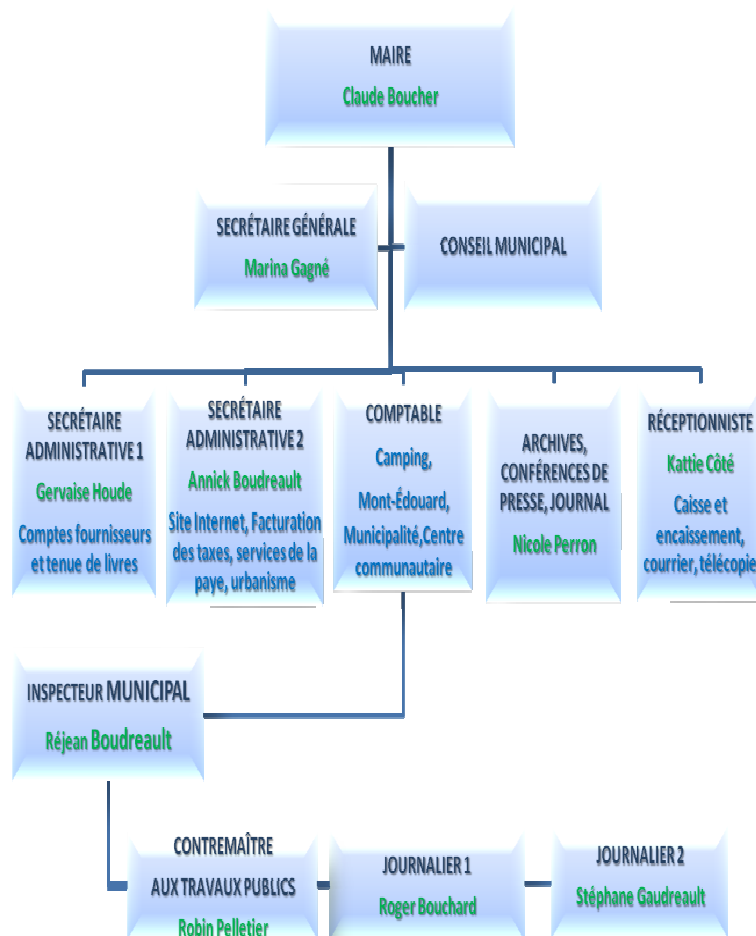 MAIRE
Claude Boucher
SECRÉTAIRE GÉNÉRALE
Marina Gagné
CONSEIL MUNICIPAL
SECRÉTAIRE
ADMINISTRATIVE 1
Gervaise Houde
Comptes fournisseurs
et tenue de livres
SECRÉTAIRE
ADMINISTRATIVE 2
Annick Boudreault
Site Internet, Facturation
des taxes, services de la
paye, urbanisme
COMPTABLE
Camping,
Mont-Édouard,
Municipalité,Centre
communautaire
ARCHIVES,
CONFÉRENCES DE
PRESSE, JOURNAL
Nicole Perron
RÉCEPTIONNISTE
Kattie Côté
Caisse et
encaissement,
courrier, télécopie
INSPECTEUR MUNICIPAL
Réjean Boudreault
CONTREMAÎTRE
AUX TRAVAUX PUBLICS
Robin Pelletier
JOURNALIER 1
Roger Bouchard
JOURNALIER 2
Stéphane Gaudreault